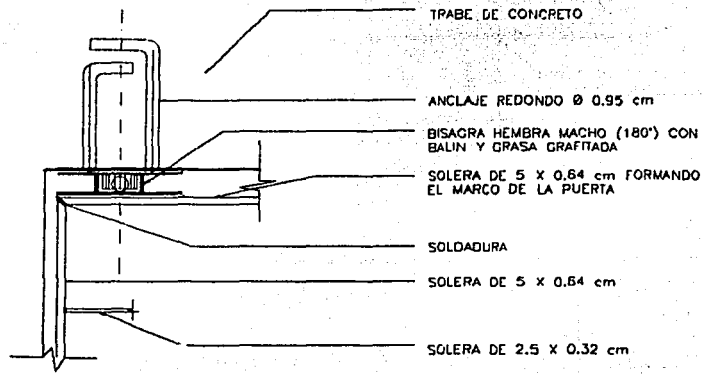 TRABE DE CONCRETO
ANCLAJE REDONDO Ø 0.95 cm
BISAGRA HEMBRA MACHO (180°) CON
BALIN Y GRASA GRAFITADA
SOLERA DE 5 X 0.64 cm FORMANDO
EL MARCO DE LA PUERTA
SOLDADURA
SOLERA DE 5 X 0.64 cm
SOLERA DE 2.5 X 0.32 cm